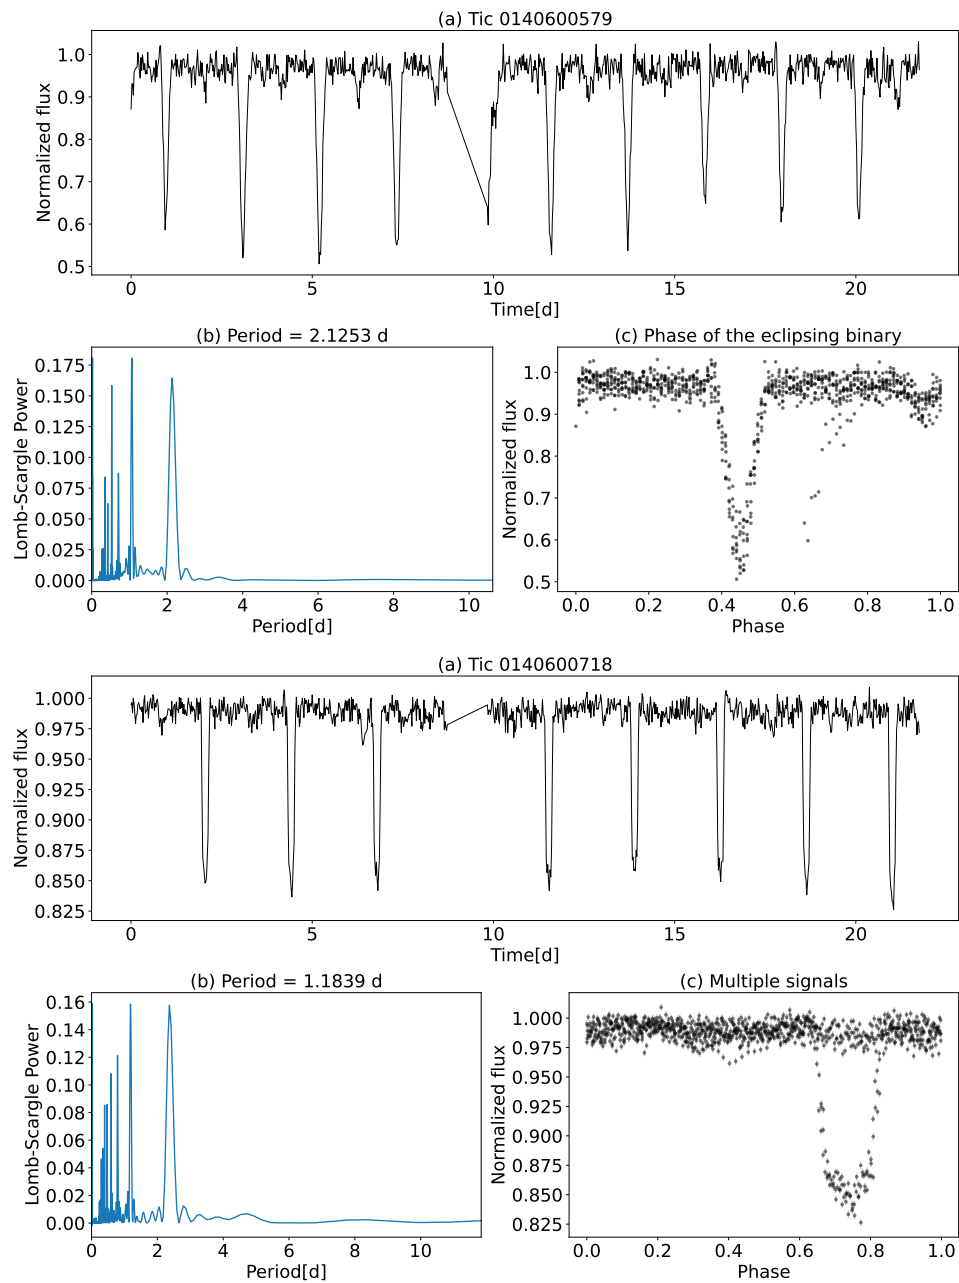 (a) Tic 0140600579
Normalized flux
1.0
0.9
0.8
0.7
0.6
0.5
0 5 10 15 20
Time[d]
(b) Period = 2.1253 d
Lomb-Scargle Power
0.175
0.150
0.125
0.100
0.075
0.050
0.025
0.000
0 2 4 6 8 10
Period[d]
(c) Phase of the eclipsing binary
Normalized flux
1.0
0.9
0.8
0.7
0.6
0.5
0.0 0.2 0.4 0.6 0.8 1.0
Phase
(a) Tic 0140600718
Normalized flux
1.000
0.975
0.950
0.925
0.900
0.875
0.850
0.825
0 5 10 15 20
Time[d]
(b) Period = 1.1839 d
Lomb-Scargle Power
0.16
0.14
0.12
0.10
0.08
0.06
0.04
0.02
0.00
0 2 4 6 8 10
Period[d]
(c) Multiple signals
Normalized flux
1.000
0.975
0.950
0.925
0.900
0.875
0.850
0.825
0.0 0.2 0.4 0.6 0.8 1.0
Phase